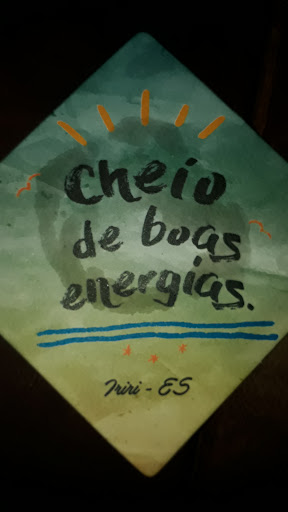 Cheio
de boas
energias.
Iriri - ES